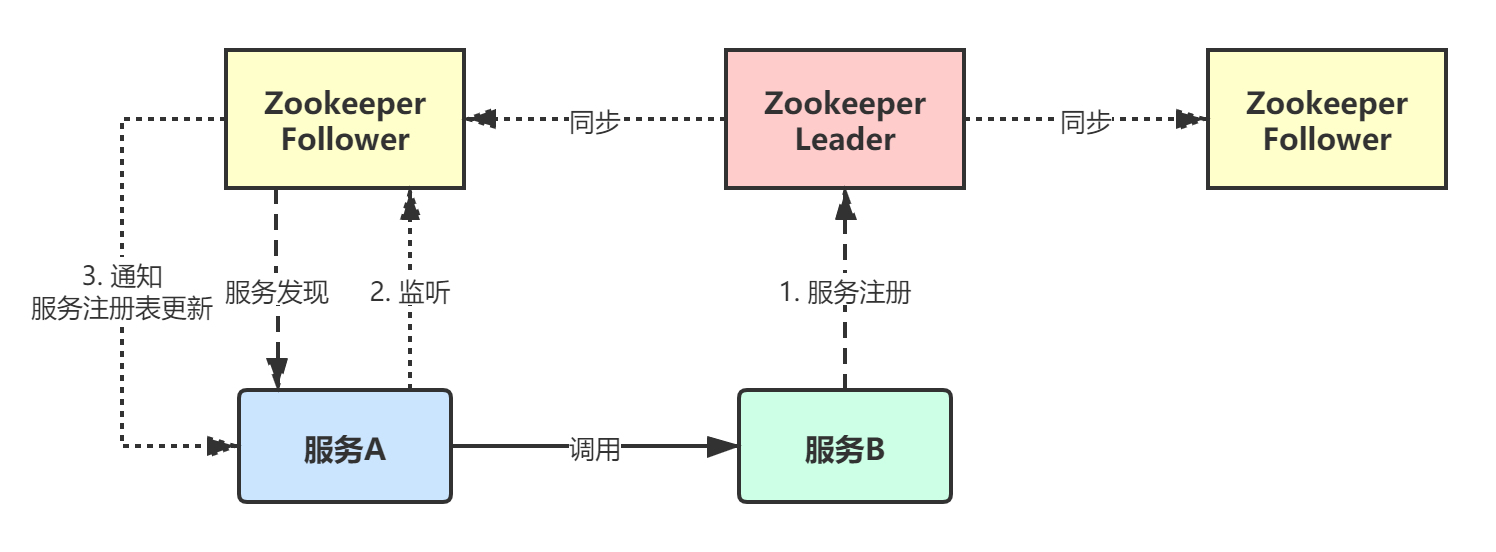 Zookeeper
Follower
同步
Zookeeper
Leader
同步
Zookeeper
Follower
3. 通知
服务注册表更新
服务发现
2. 监听
1. 服务注册
服务A
调用
服务B